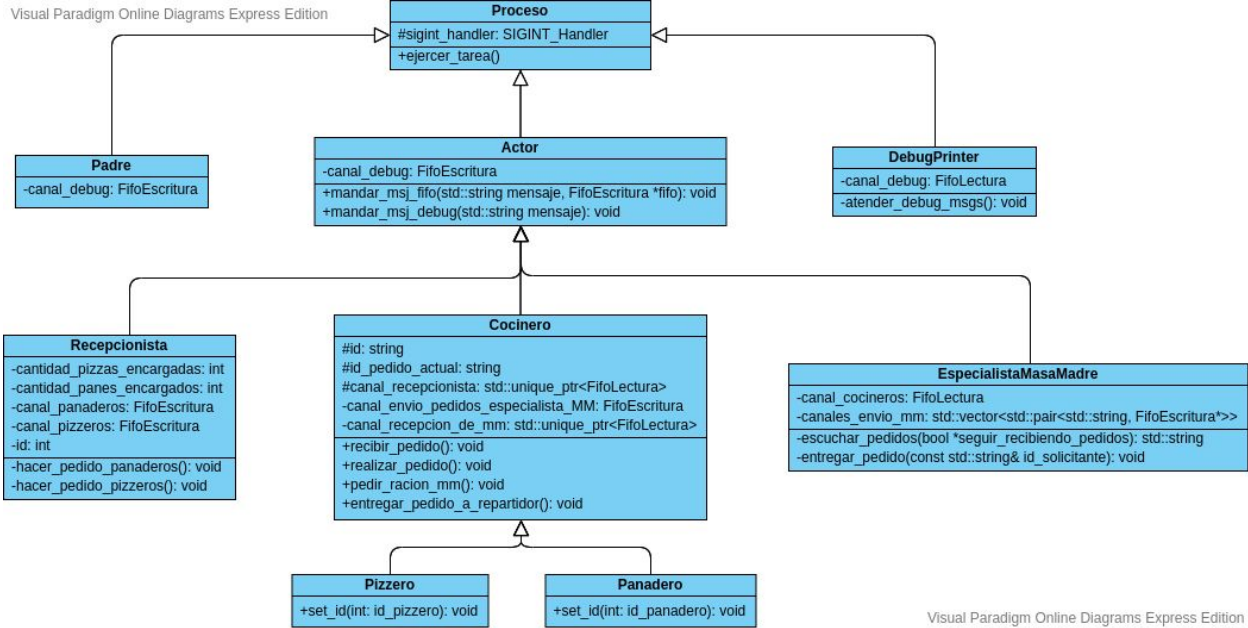 Visual Paradigm Online Diagrams Express Edition
Proceso
#sigint_handler: SIGINT_Handler
+ejercer_tarea()
Padre
-canal_debug: FifoEscritura
Actor
-canal_debug: FifoEscritura
+mandar_msj_fifo(std::string mensaje, FifoEscritura *fifo): void
+mandar_msj_debug(std::string mensaje): void
DebugPrinter
-canal_debug: FifoLectura
-atender_debug_msgs(): void
Recepcionista
-cantidad_pizzas_encargadas: int
-cantidad_panes_encargados: int
-canal_panaderos: FifoEscritura
-canal_pizzeros: FifoEscritura
-id: int
-hacer_pedido_panaderos(): void
-hacer_pedido_pizzeros(): void
Cocinero
#id: string
#id_pedido_actual: string
#canal_recepcionista: std::unique_ptr<FifoLectura>
-canal_envio_pedidos_especialista_MM: FifoEscritura
-canal_recepcion_de_mm: std::unique_ptr<FifoLectura>
+recibir_pedido(): void
+realizar_pedido(): void
+pedir_racion_mm(): void
+entregar_pedido_a_repartidor(): void
EspecialistaMasaMadre
-canal_cocineros: FifoLectura
-canales_envio_mm: std::vector<std::pair<std::string, FifoEscritura*>>
-escuchar_pedidos(bool *seguir_recibiendo_pedidos): std::string
-entregar_pedido(const std::string& id_solicitante): void
Pizzero
+set_id(int: id_pizzero): void
Panadero
+set_id(int: id_panadero): void
Visual Paradigm Online Diagrams Express Edition